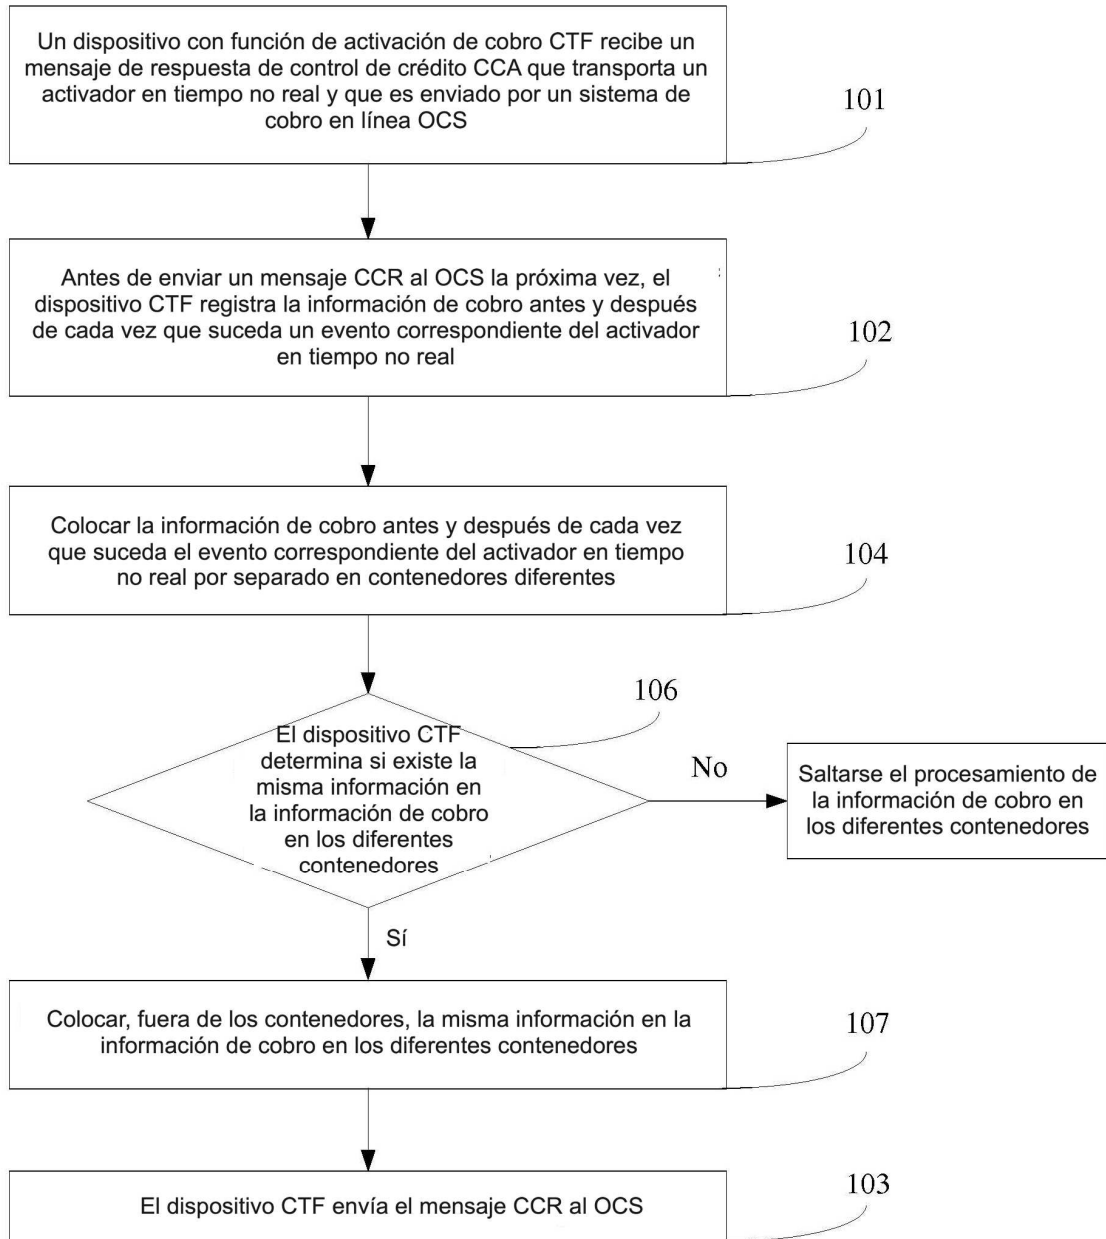 Un dispositivo con función de activación de cobro CTF recibe un
mensaje de respuesta de control de crédito CCA que transporta un
activador en tiempo no real y que es enviado por un sistema de
cobro en línea OCS
101
Antes de enviar un mensaje CCR al OCS la próxima vez, el
dispositivo CTF registra la información de cobro antes y después
de cada vez que suceda un evento correspondiente del activador
en tiempo no real
102
Colocar la información de cobro antes y después de cada vez
que suceda el evento correspondiente del activador en tiempo
no real por separado en contenedores diferentes
104
106
El dispositivo CTF
determina si existe la
misma información en
la información de cobro
en los diferentes
contenedores
No
Saltarse el procesamiento de
la información de cobro en
los diferentes contenedores
Sí
Colocar, fuera de los contenedores, la misma información en la
información de cobro en los diferentes contenedores
107
El dispositivo CTF envía el mensaje CCR al OCS
103